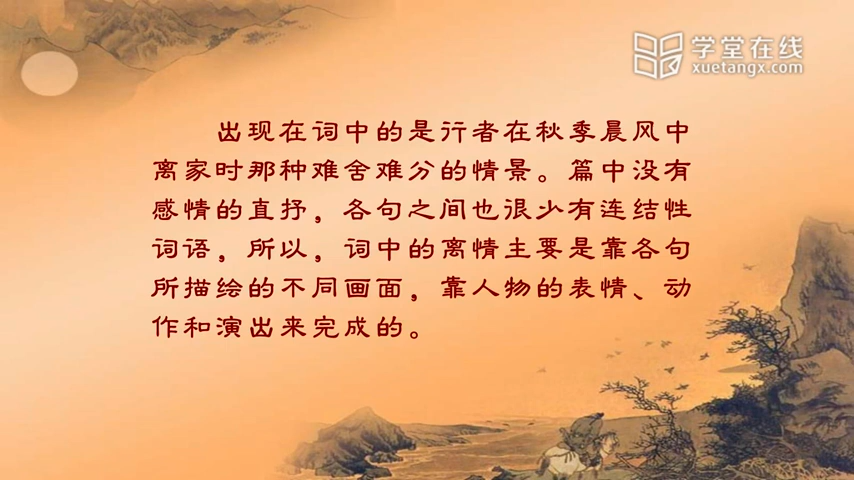 学堂在线
xuetangx.com
出现在词中的是行者在秋季晨风中
离家时那种难舍难分的情景。篇中没有
感情的直抒，各句之间也很少有连结性
词语，所以，词中的离情主要是靠各句
所描绘的不同画面，靠人物的表情、动
作和演出来完成的。